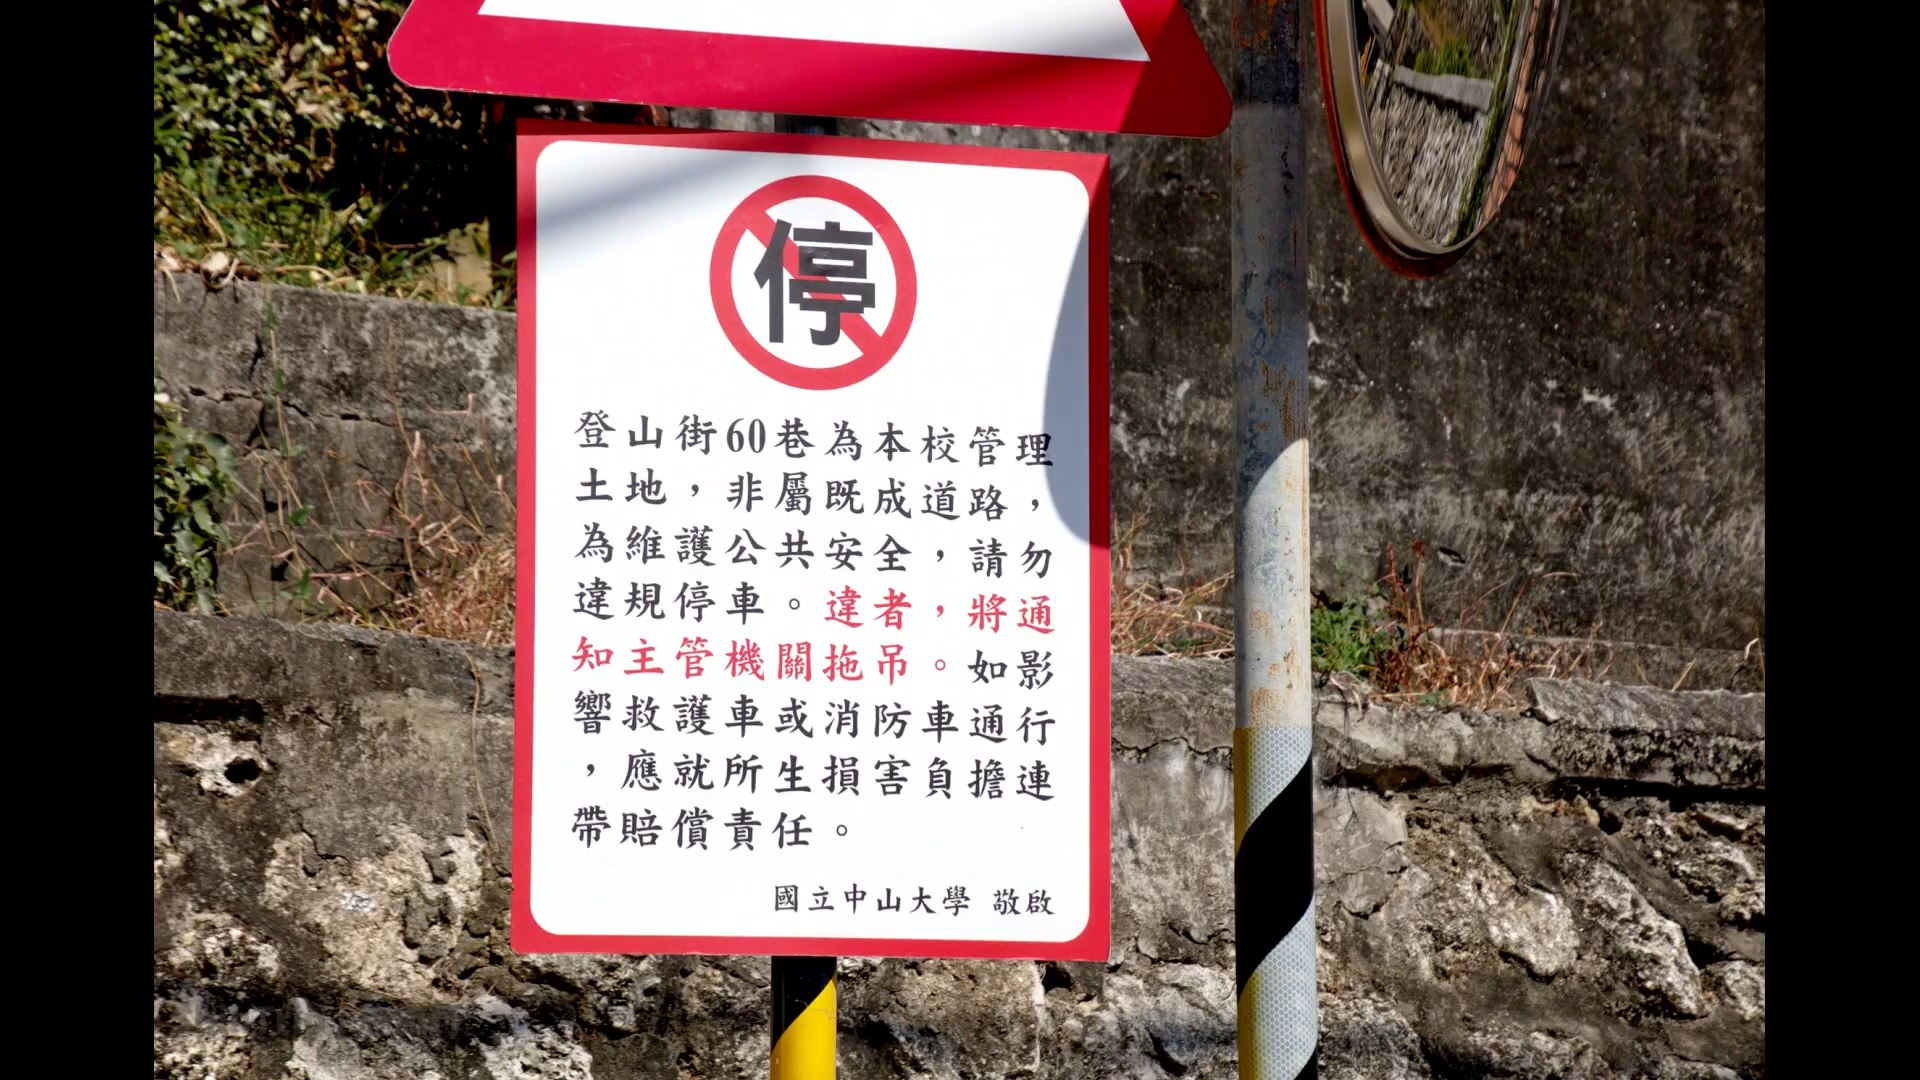 停
登山街60巷為本校管理
土地，非屬既成道路，
為維護公共安全，請勿
違規停車。違者，將通
知主管機關拖吊。如影
響救護車或消防車通行
，應就所生損害負擔連
帶賠償責任。
國立中山大學 敬啟